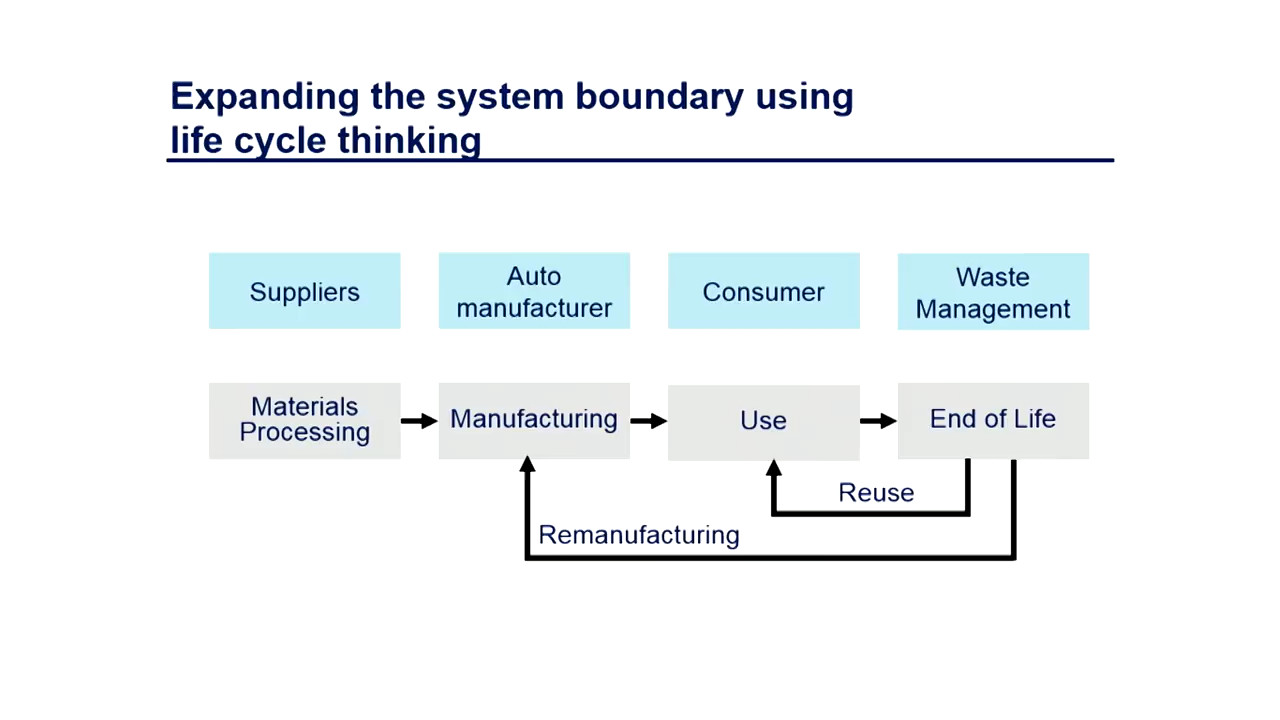 Expanding the system boundary using
life cycle thinking
Suppliers
Auto
manufacturer
Consumer
Waste
Management
Materials
Processing
Manufacturing
Use
End of Life
Reuse
Remanufacturing